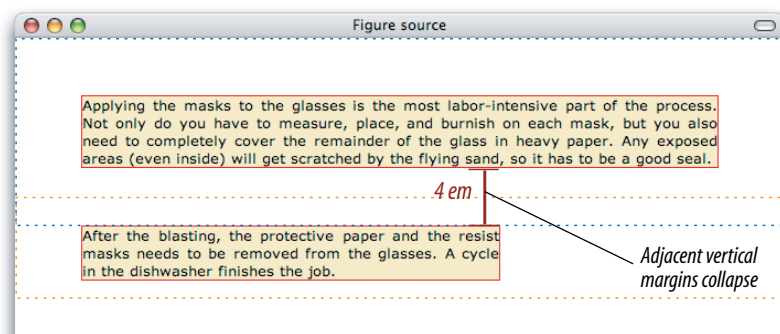 Figure source
Applying the masks to the glasses is the most labor-intensive part of the process.
Not only do you have to measure, place, and burnish on each mask, but you also
need to completely cover the remainder of the glass in heavy paper. Any exposed
areas (even inside) will get scratched by the flying sand, so it has to be a good seal.
4 em
After the blasting, the protective paper and the resist
masks needs to be removed from the glasses. A cycle
in the dishwasher finishes the job.
Adjacent vertical
margins collapse